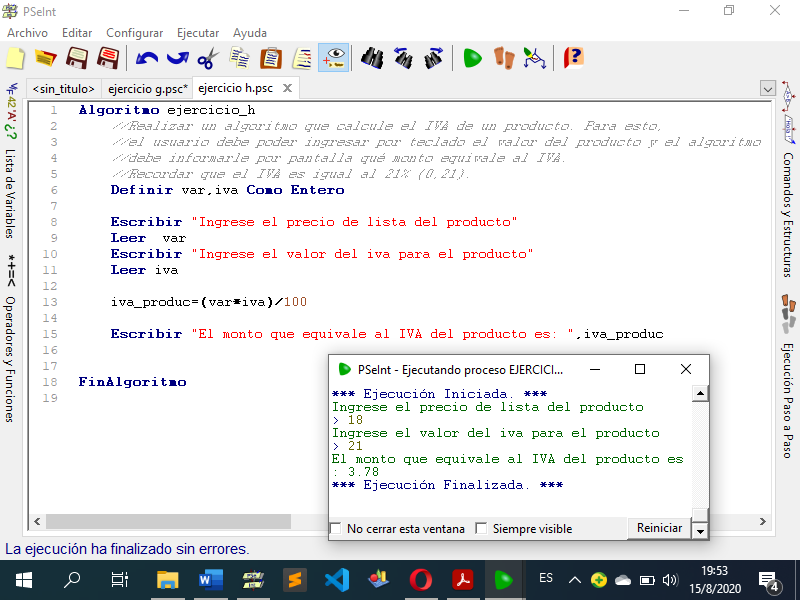 PSeInt
Archivo Editar Configurar Ejecutar Ayuda
<sin_titulo> ejercicio g.psc* ejercicio h.psc
Lista de Variables
Operadores y Funciones
1 Algoritmo ejercicio_h
2 //Realizar un algoritmo que calcule el IVA de un producto. Para esto,
3 //el usuario debe poder ingresar por teclado el valor del producto y el algoritmo
4 //debe informarle por pantalla qué monto equivale al IVA.
5 //Recordar que el IVA es igual al 21% (0,21).
6 Definir var,iva Como Entero
7
8 Escribir "Ingrese el precio de lista del producto"
9 Leer var
10 Escribir "Ingrese el valor del iva para el producto"
11 Leer iva
12
13 iva_produc=(var*iva)/100
14
15 Escribir "El monto que equivale al IVA del producto es: ",iva_produc
16
17
18 FinAlgoritmo
19
Comandos y Estructuras
Ejecución Paso a Paso
PSeInt - Ejecutando proceso EJERCICI...
*** Ejecución Iniciada. ***
Ingrese el precio de lista del producto
> 18
Ingrese el valor del iva para el producto
> 21
El monto que equivale al IVA del producto es
: 3.78
*** Ejecución Finalizada. ***
No cerrar esta ventana Siempre visible Reiniciar
La ejecución ha finalizado sin errores.
ES
19:53
15/8/2020
4